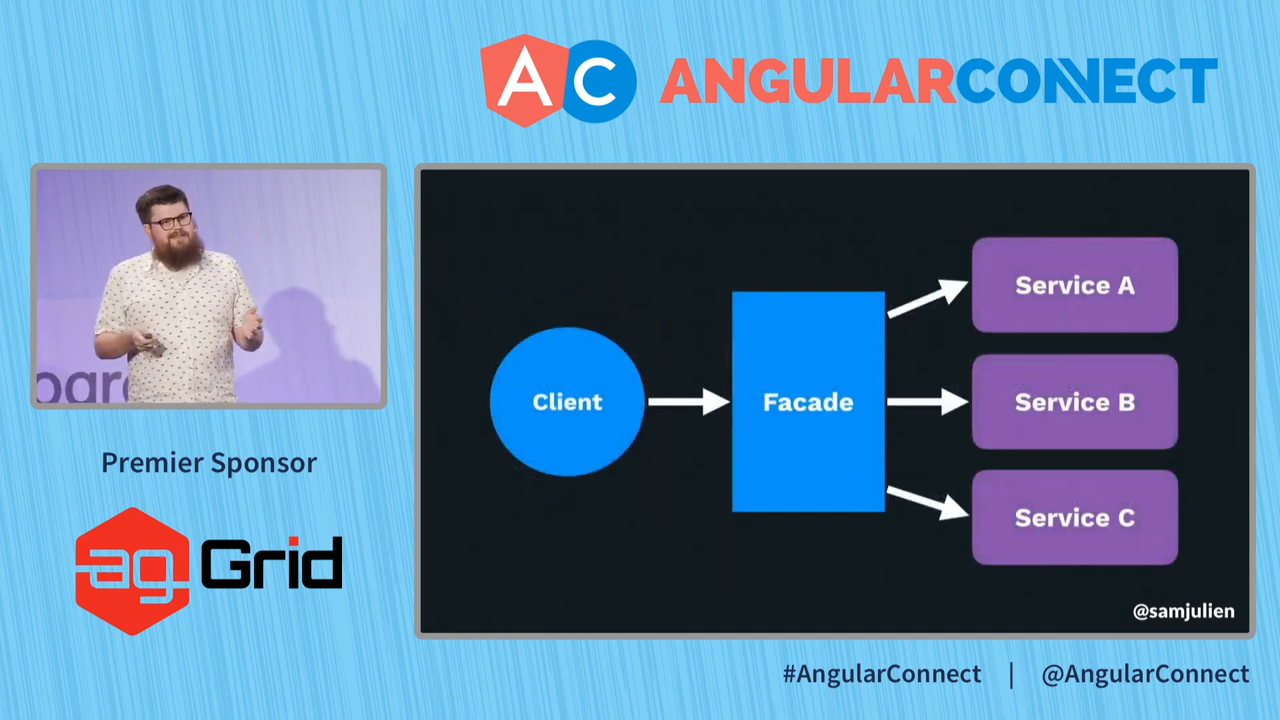 AC ANGULARCONNECT
Premier Sponsor
ag Grid
Client
Facade
Service A
Service B
Service C
@samjulien
#AngularConnect | @AngularConnect